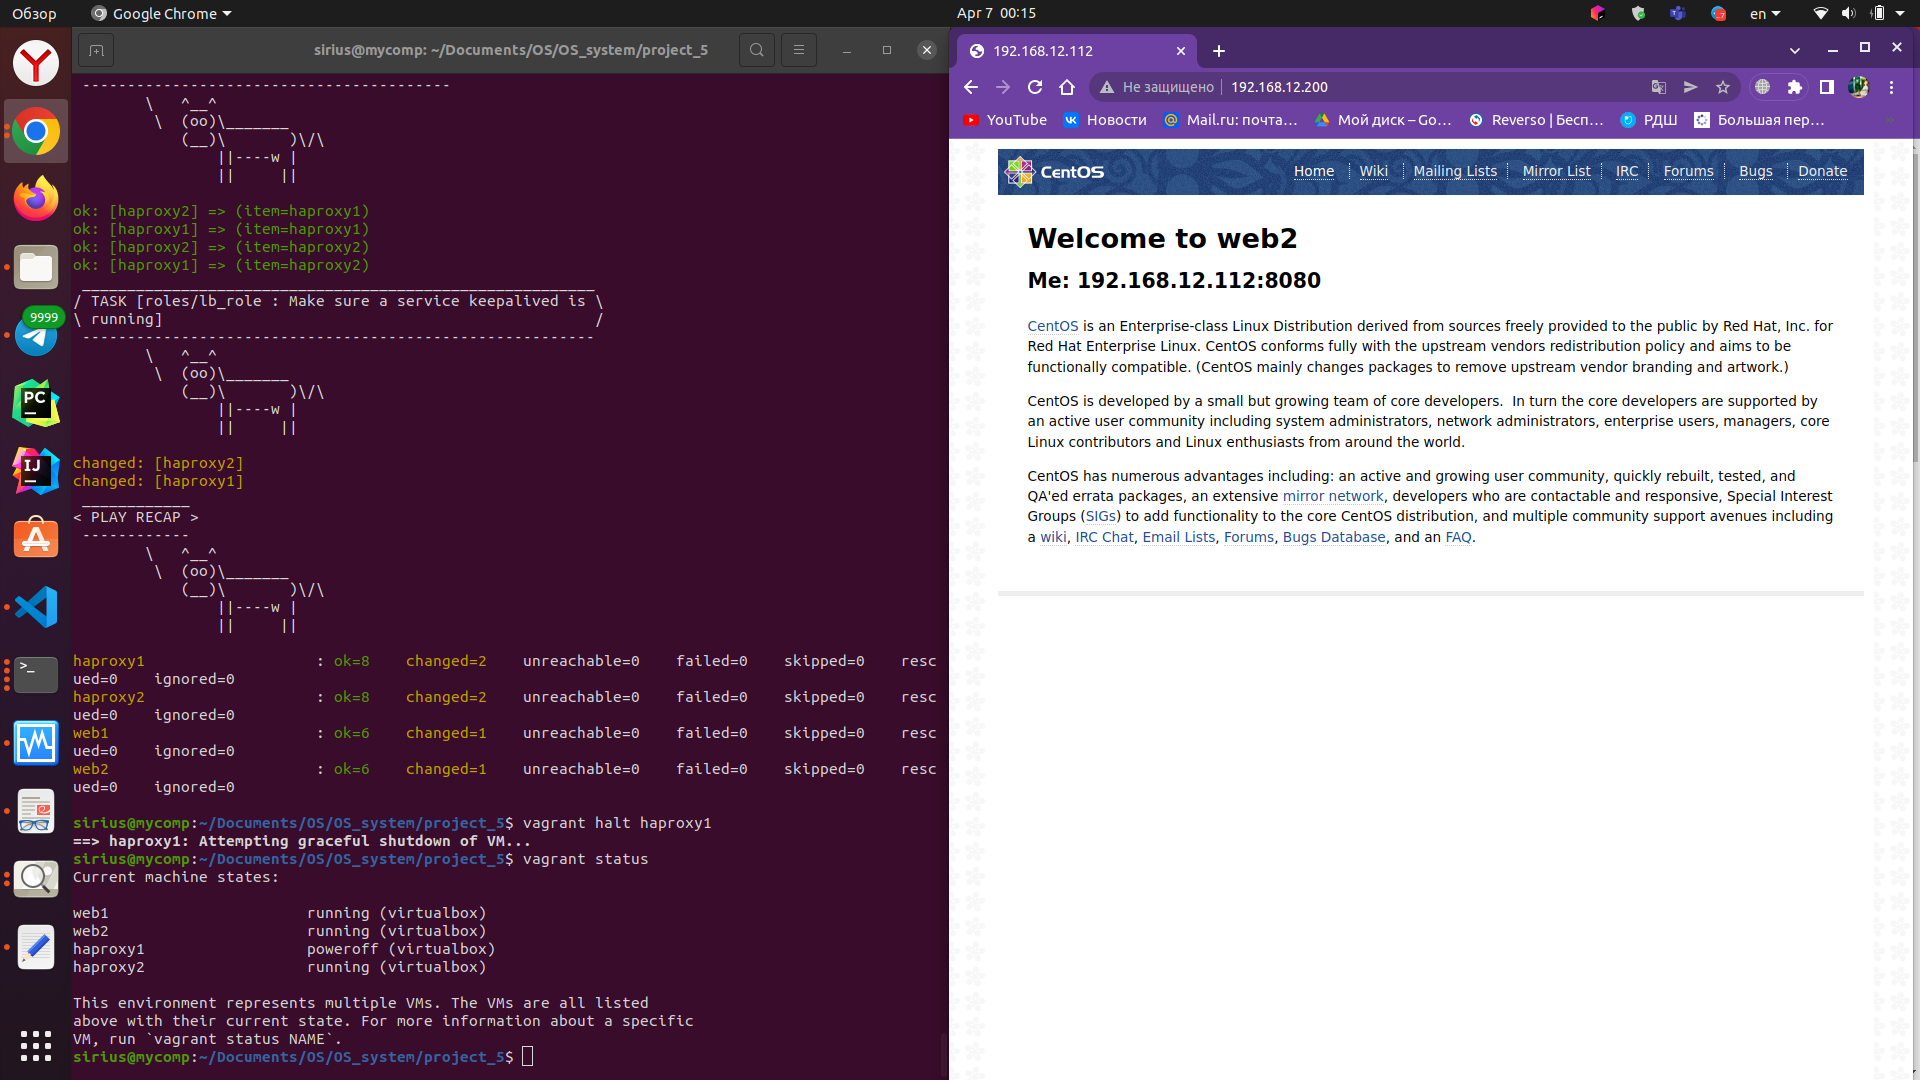 Обзор
Google Chrome
Apr 7 00:15
en
sirius@mycomp: ~/Documents/OS/OS_system/project_5
-----------------------------------------
        \   ^__^
         \  (oo)\_______
            (__)\       )\/\
                ||----w |
                ||     ||
ok: [haproxy2] => (item=haproxy1)
ok: [haproxy1] => (item=haproxy1)
ok: [haproxy2] => (item=haproxy2)
ok: [haproxy1] => (item=haproxy2)
 _________________________________________________________
/ TASK [roles/lb_role : Make sure a service keepalived is \
\ running]                                                /
 ---------------------------------------------------------
        \   ^__^
         \  (oo)\_______
            (__)\       )\/\
                ||----w |
                ||     ||
changed: [haproxy2]
changed: [haproxy1]
 ____________
< PLAY RECAP >
 ------------
        \   ^__^
         \  (oo)\_______
            (__)\       )\/\
                ||----w |
                ||     ||
haproxy1                   : ok=8    changed=2    unreachable=0    failed=0    skipped=0    resc
ued=0    ignored=0
haproxy2                   : ok=8    changed=2    unreachable=0    failed=0    skipped=0    resc
ued=0    ignored=0
web1                       : ok=6    changed=1    unreachable=0    failed=0    skipped=0    resc
ued=0    ignored=0
web2                       : ok=6    changed=1    unreachable=0    failed=0    skipped=0    resc
ued=0    ignored=0
sirius@mycomp:~/Documents/OS/OS_system/project_5$ vagrant halt haproxy1
==> haproxy1: Attempting graceful shutdown of VM...
sirius@mycomp:~/Documents/OS/OS_system/project_5$ vagrant status
Current machine states:
web1                      running (virtualbox)
web2                      running (virtualbox)
haproxy1                  poweroff (virtualbox)
haproxy2                  running (virtualbox)
This environment represents multiple VMs. The VMs are all listed
above with their current state. For more information about a specific
VM, run `vagrant status NAME`.
sirius@mycomp:~/Documents/OS/OS_system/project_5$
9999
PC
IJ
>_
192.168.12.112
Не защищено
192.168.12.200
YouTube
Новости
Mail.ru: почта…
Мой диск – Go…
Reverso | Бесп…
РДШ
Большая пер…
CentOS
Home
Wiki
Mailing Lists
Mirror List
IRC
Forums
Bugs
Donate
Welcome to web2
Me: 192.168.12.112:8080
CentOS is an Enterprise-class Linux Distribution derived from sources freely provided to the public by Red Hat, Inc. for
Red Hat Enterprise Linux. CentOS conforms fully with the upstream vendors redistribution policy and aims to be
functionally compatible. (CentOS mainly changes packages to remove upstream vendor branding and artwork.)
CentOS is developed by a small but growing team of core developers.  In turn the core developers are supported by
an active user community including system administrators, network administrators, enterprise users, managers, core
Linux contributors and Linux enthusiasts from around the world.
CentOS has numerous advantages including: an active and growing user community, quickly rebuilt, tested, and
QA'ed errata packages, an extensive mirror network, developers who are contactable and responsive, Special Interest
Groups (SIGs) to add functionality to the core CentOS distribution, and multiple community support avenues including
a wiki, IRC Chat, Email Lists, Forums, Bugs Database, and an FAQ.